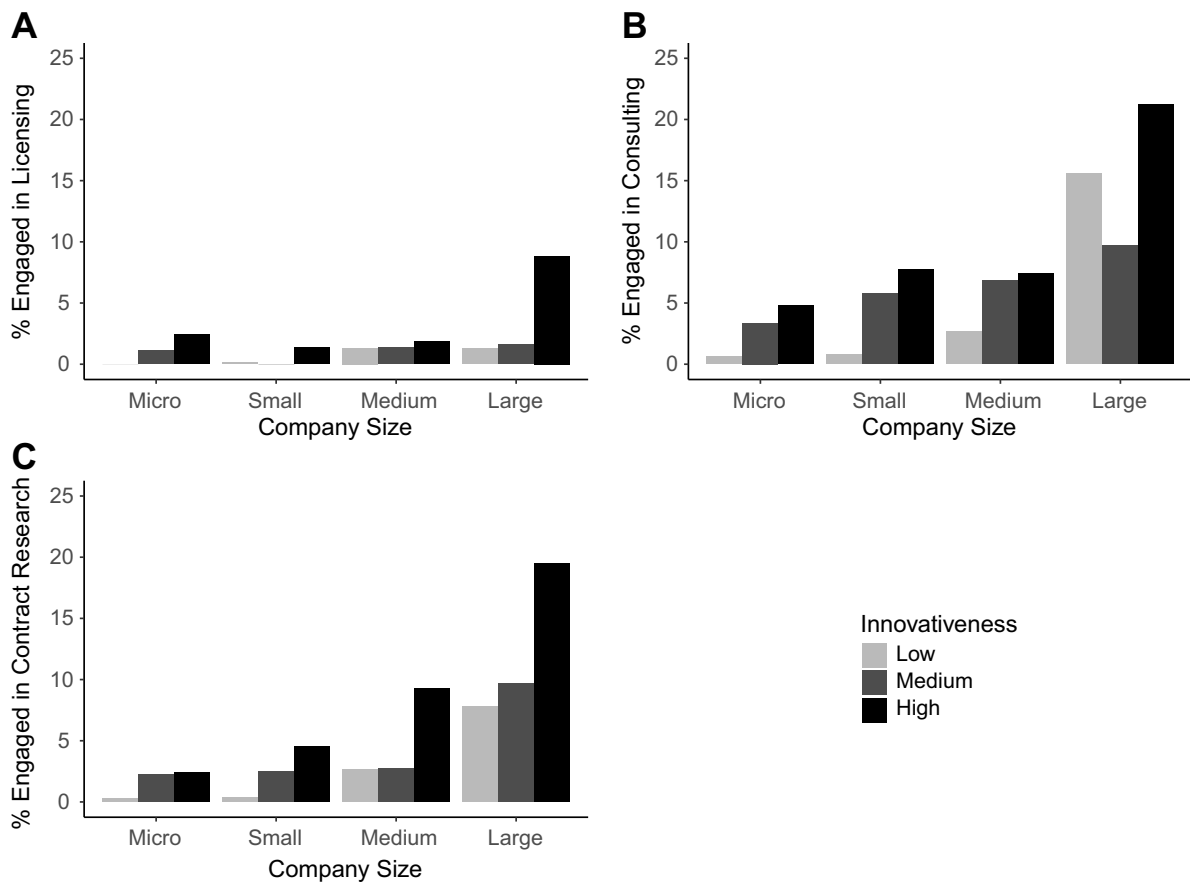 A
% Engaged in Licensing
25
20
15
10
5
0
Micro Small Medium Large
Company Size
B
% Engaged in Consulting
25
20
15
10
5
0
Micro Small Medium Large
Company Size
C
% Engaged in Contract Research
25
20
15
10
5
0
Micro Small Medium Large
Company Size
Innovativeness
Low
Medium
High